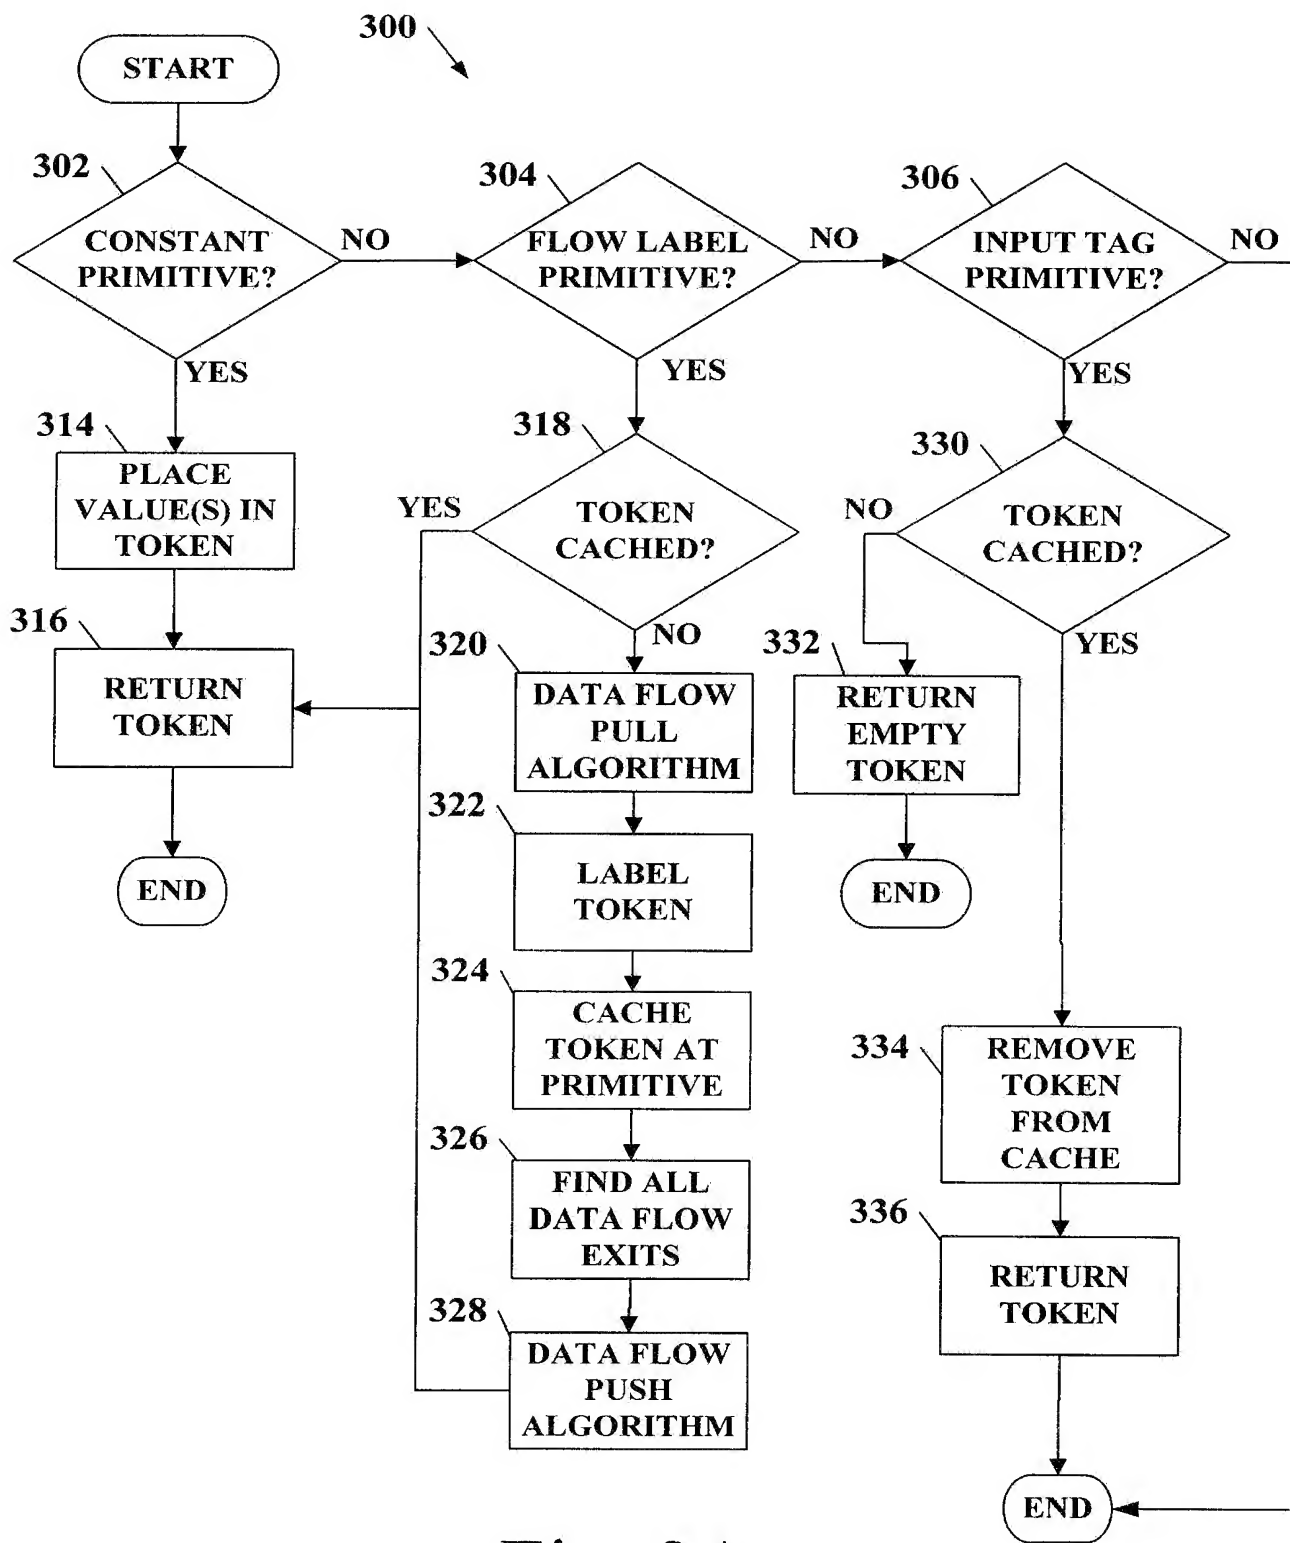 300
START
302
CONSTANT
PRIMITIVE?
NO
YES
304
FLOW LABEL
PRIMITIVE?
NO
YES
306
INPUT TAG
PRIMITIVE?
NO
YES
314
PLACE
VALUE(S) IN
TOKEN
316
RETURN
TOKEN
END
318
TOKEN
CACHED?
YES
NO
320
DATA FLOW
PULL
ALGORITHM
322
LABEL
TOKEN
324
CACHE
TOKEN AT
PRIMITIVE
326
FIND ALL
DATA FLOW
EXITS
328
DATA FLOW
PUSH
ALGORITHM
330
TOKEN
CACHED?
NO
YES
332
RETURN
EMPTY
TOKEN
END
334
REMOVE
TOKEN
FROM
CACHE
336
RETURN
TOKEN
END